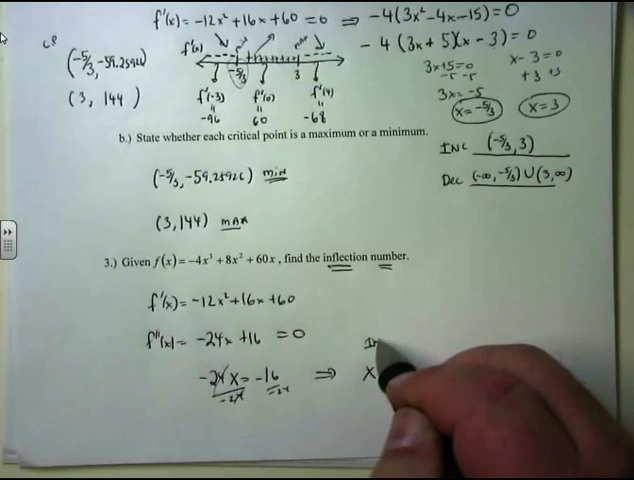 f'(x) = -12x² + 16x + 60 = 0 ⇒ -4(3x² - 4x - 15) = 0
-4(3x + 5)(x - 3) = 0
(-5/3, -59.25926)
(3, 144)
f'(x)
-5/3 3
f'(-3) f'(0) f'(4)
-96 60 -68
3x + 5 = 0
-5 -5
3x = -5
x = -5/3
x - 3 = 0
+3 +3
x = 3
b.) State whether each critical point is a maximum or a minimum.
INC (-5/3, 3)
Dec (-∞, -5/3) ∪ (3, ∞)
(-5/3, -59.25926) min
(3, 144) max
3.) Given f(x) = -4x³ + 8x² + 60x, find the inflection number.
f'(x) = -12x² + 16x + 60
f''(x) = -24x + 16 = 0
-24x = -16 ⇒ x
-24 -24